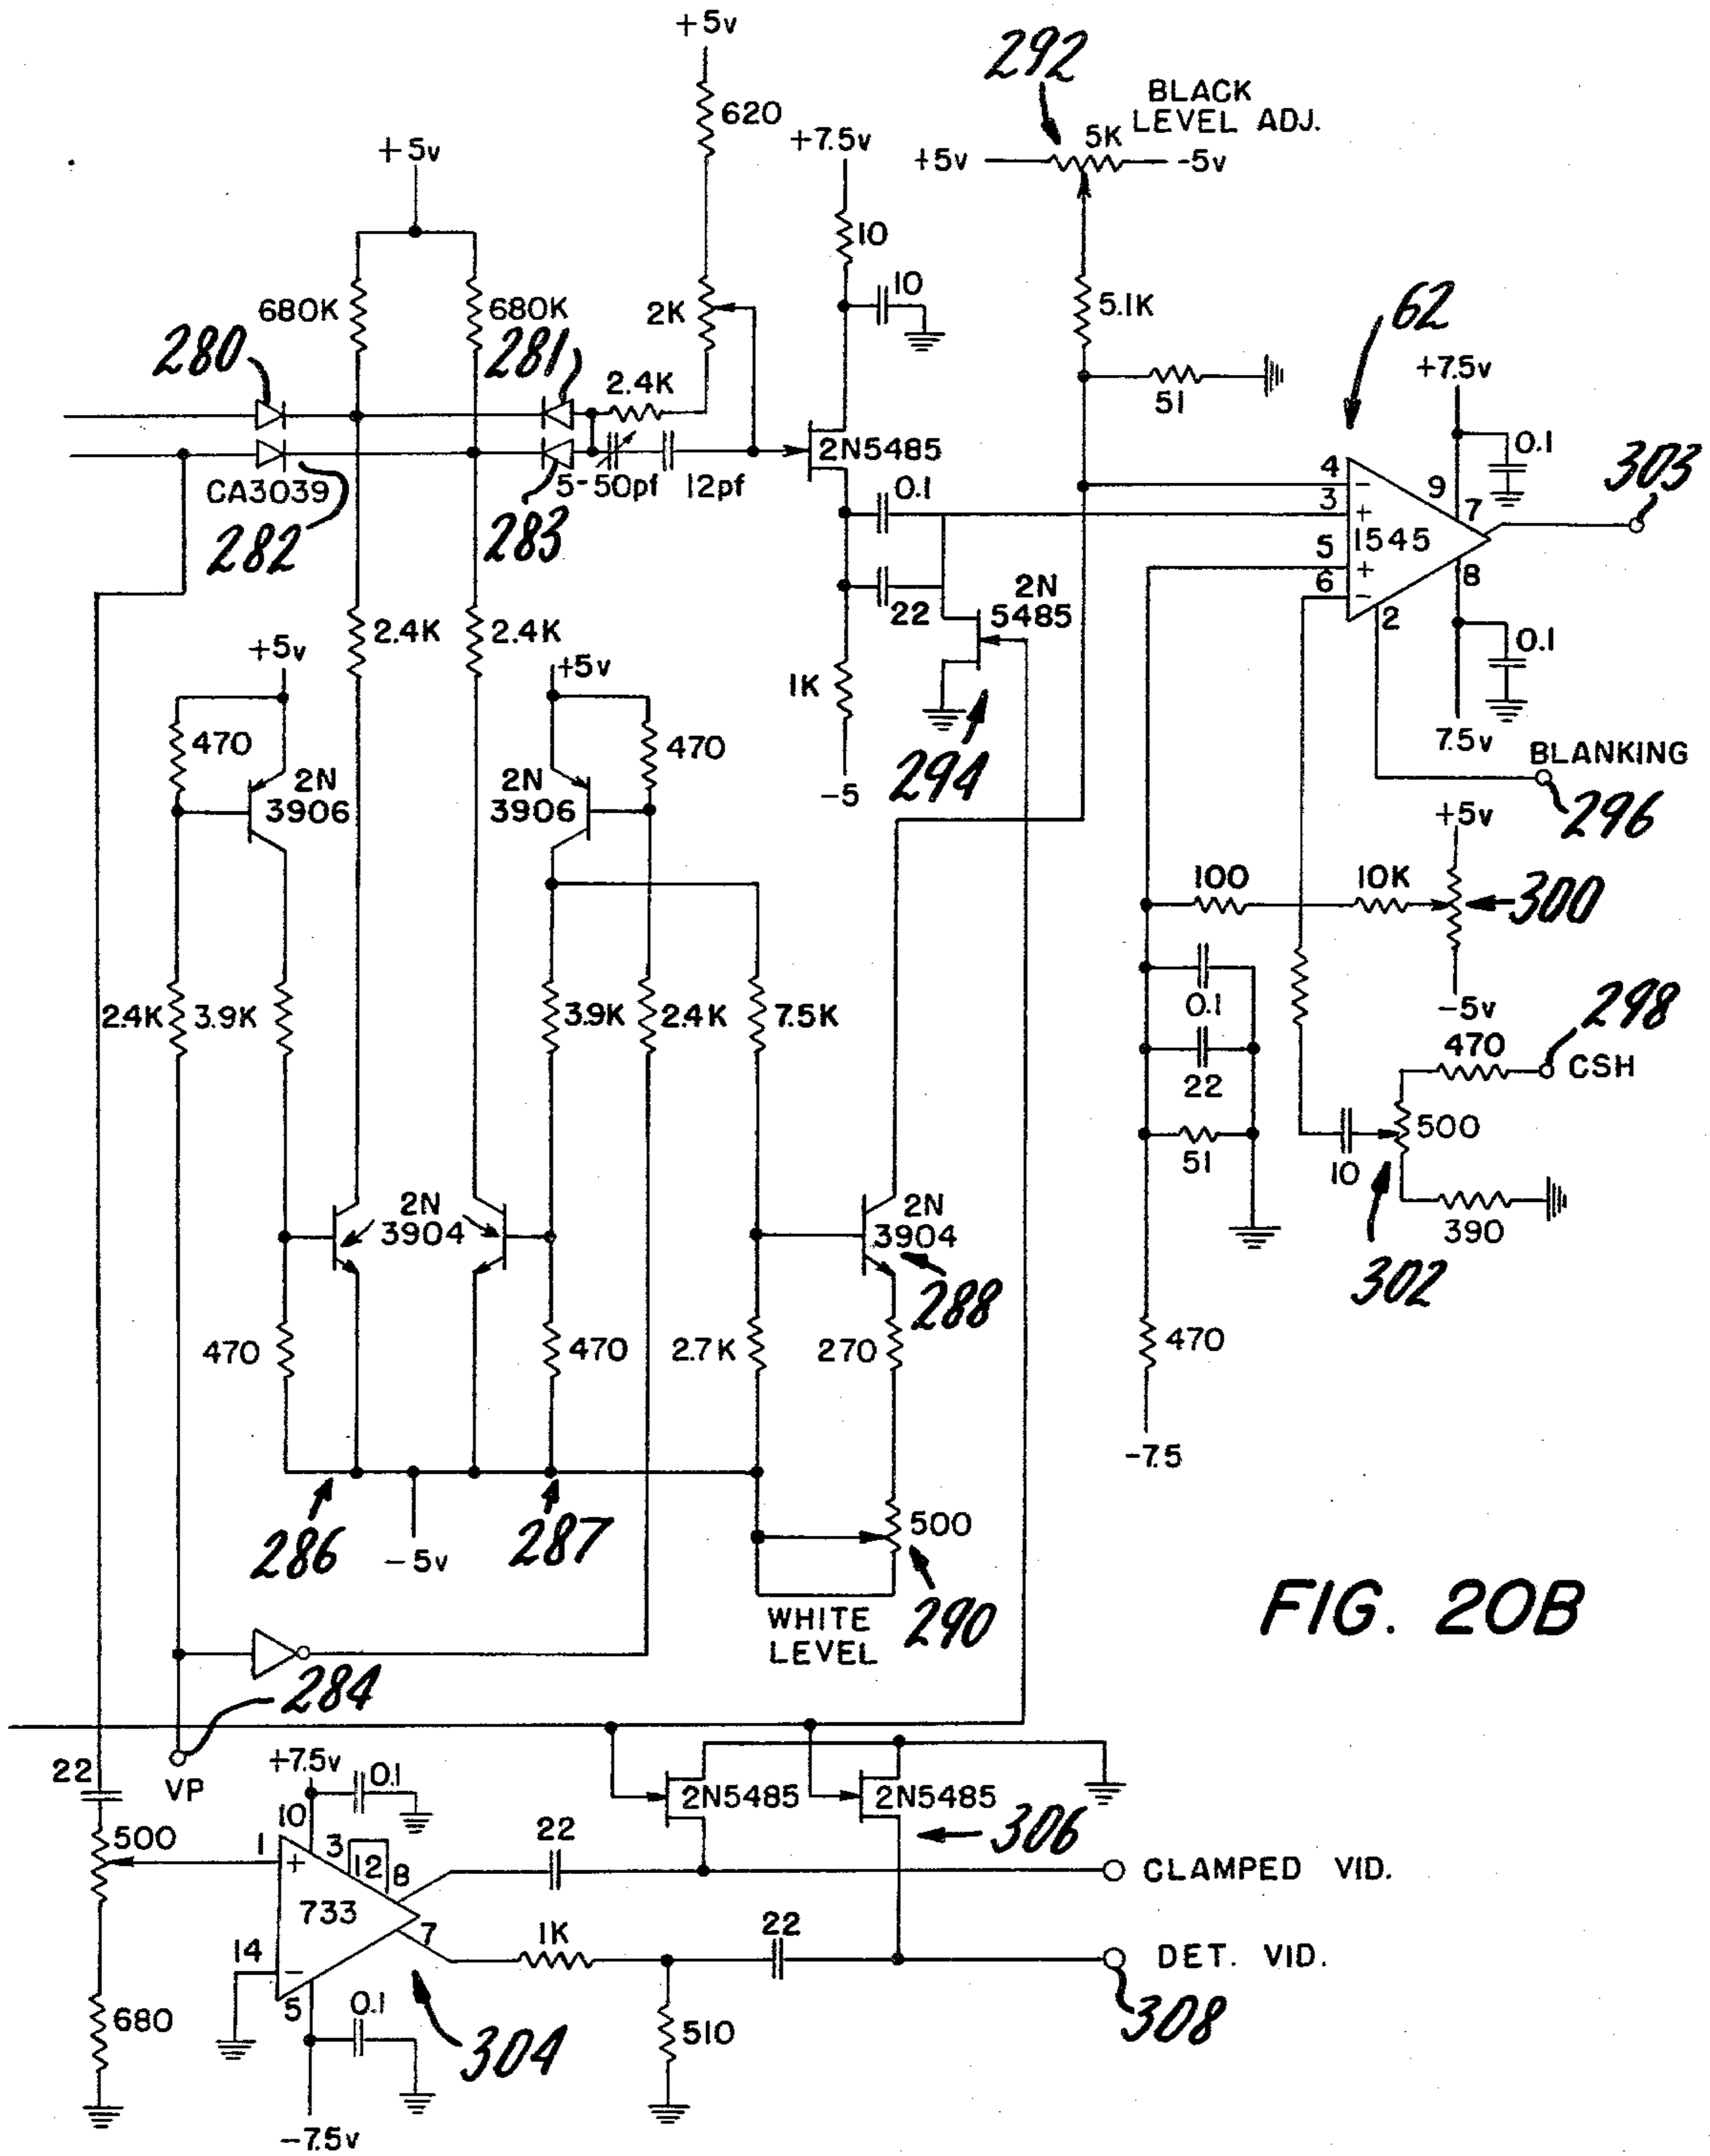 +5v
292
BLACK
LEVEL ADJ.
620
+7.5v
5K
+5v
-5v
+5v
10
10
680K
680K
2K
5.1K
62
280
281
2.4K
51
+7.5v
0.1
303
CA3039
282
5-50pf
12pf
283
2N5485
0.1
4
-
9
3
+
7
1545
5
+
8
6
-
2
0.1
7.5v
22
2N
5485
2.4K
2.4K
+5v
+5v
1K
-5
294
470
470
2N
3906
2N
3906
BLANKING
296
+5v
100
10K
300
-5v
0.1
22
51
298
470
CSH
500
10
302
390
2.4K
3.9K
3.9K
2.4K
7.5K
2N
3904
2N
3904
288
470
470
2.7K
270
470
-7.5
286
-5v
287
500
290
WHITE
LEVEL
FIG. 20B
284
VP
22
+7.5v
0.1
10
2N5485
2N5485
306
500
1
+
3
12
8
22
CLAMPED VID.
733
7
1K
22
DET. VID.
308
14
-
5
0.1
304
680
510
-7.5v